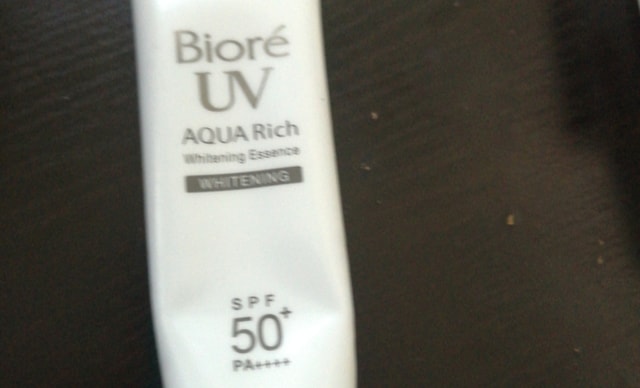 Bioré
UV
AQUA Rich
Whitening Essence
WHITENING
SPF
50+
PA++++